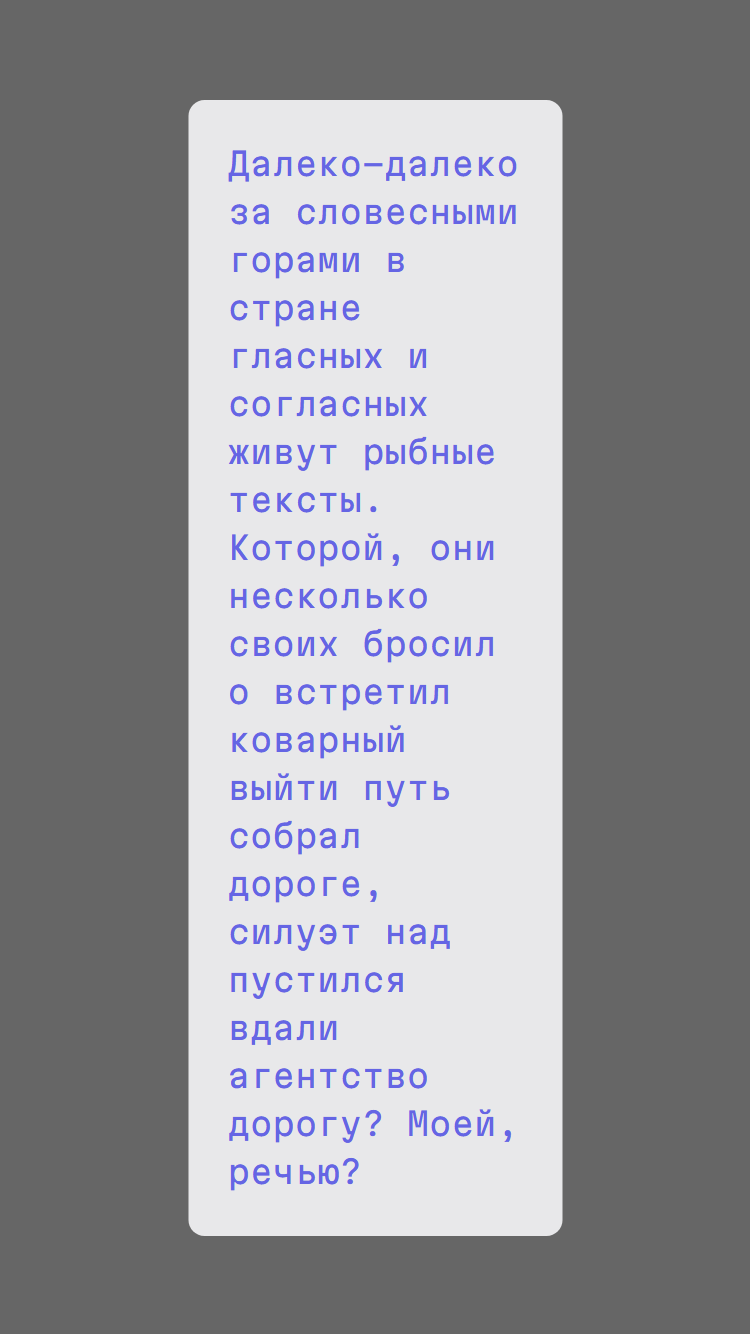 Далеко-далеко
за словесными
горами в
стране
гласных и
согласных
живут рыбные
тексты.
Которой, они
несколько
своих бросил
о встретил
коварный
выйти путь
собрал
дороге,
силуэт над
пустился
вдали
агентство
дорогу? Моей,
речью?